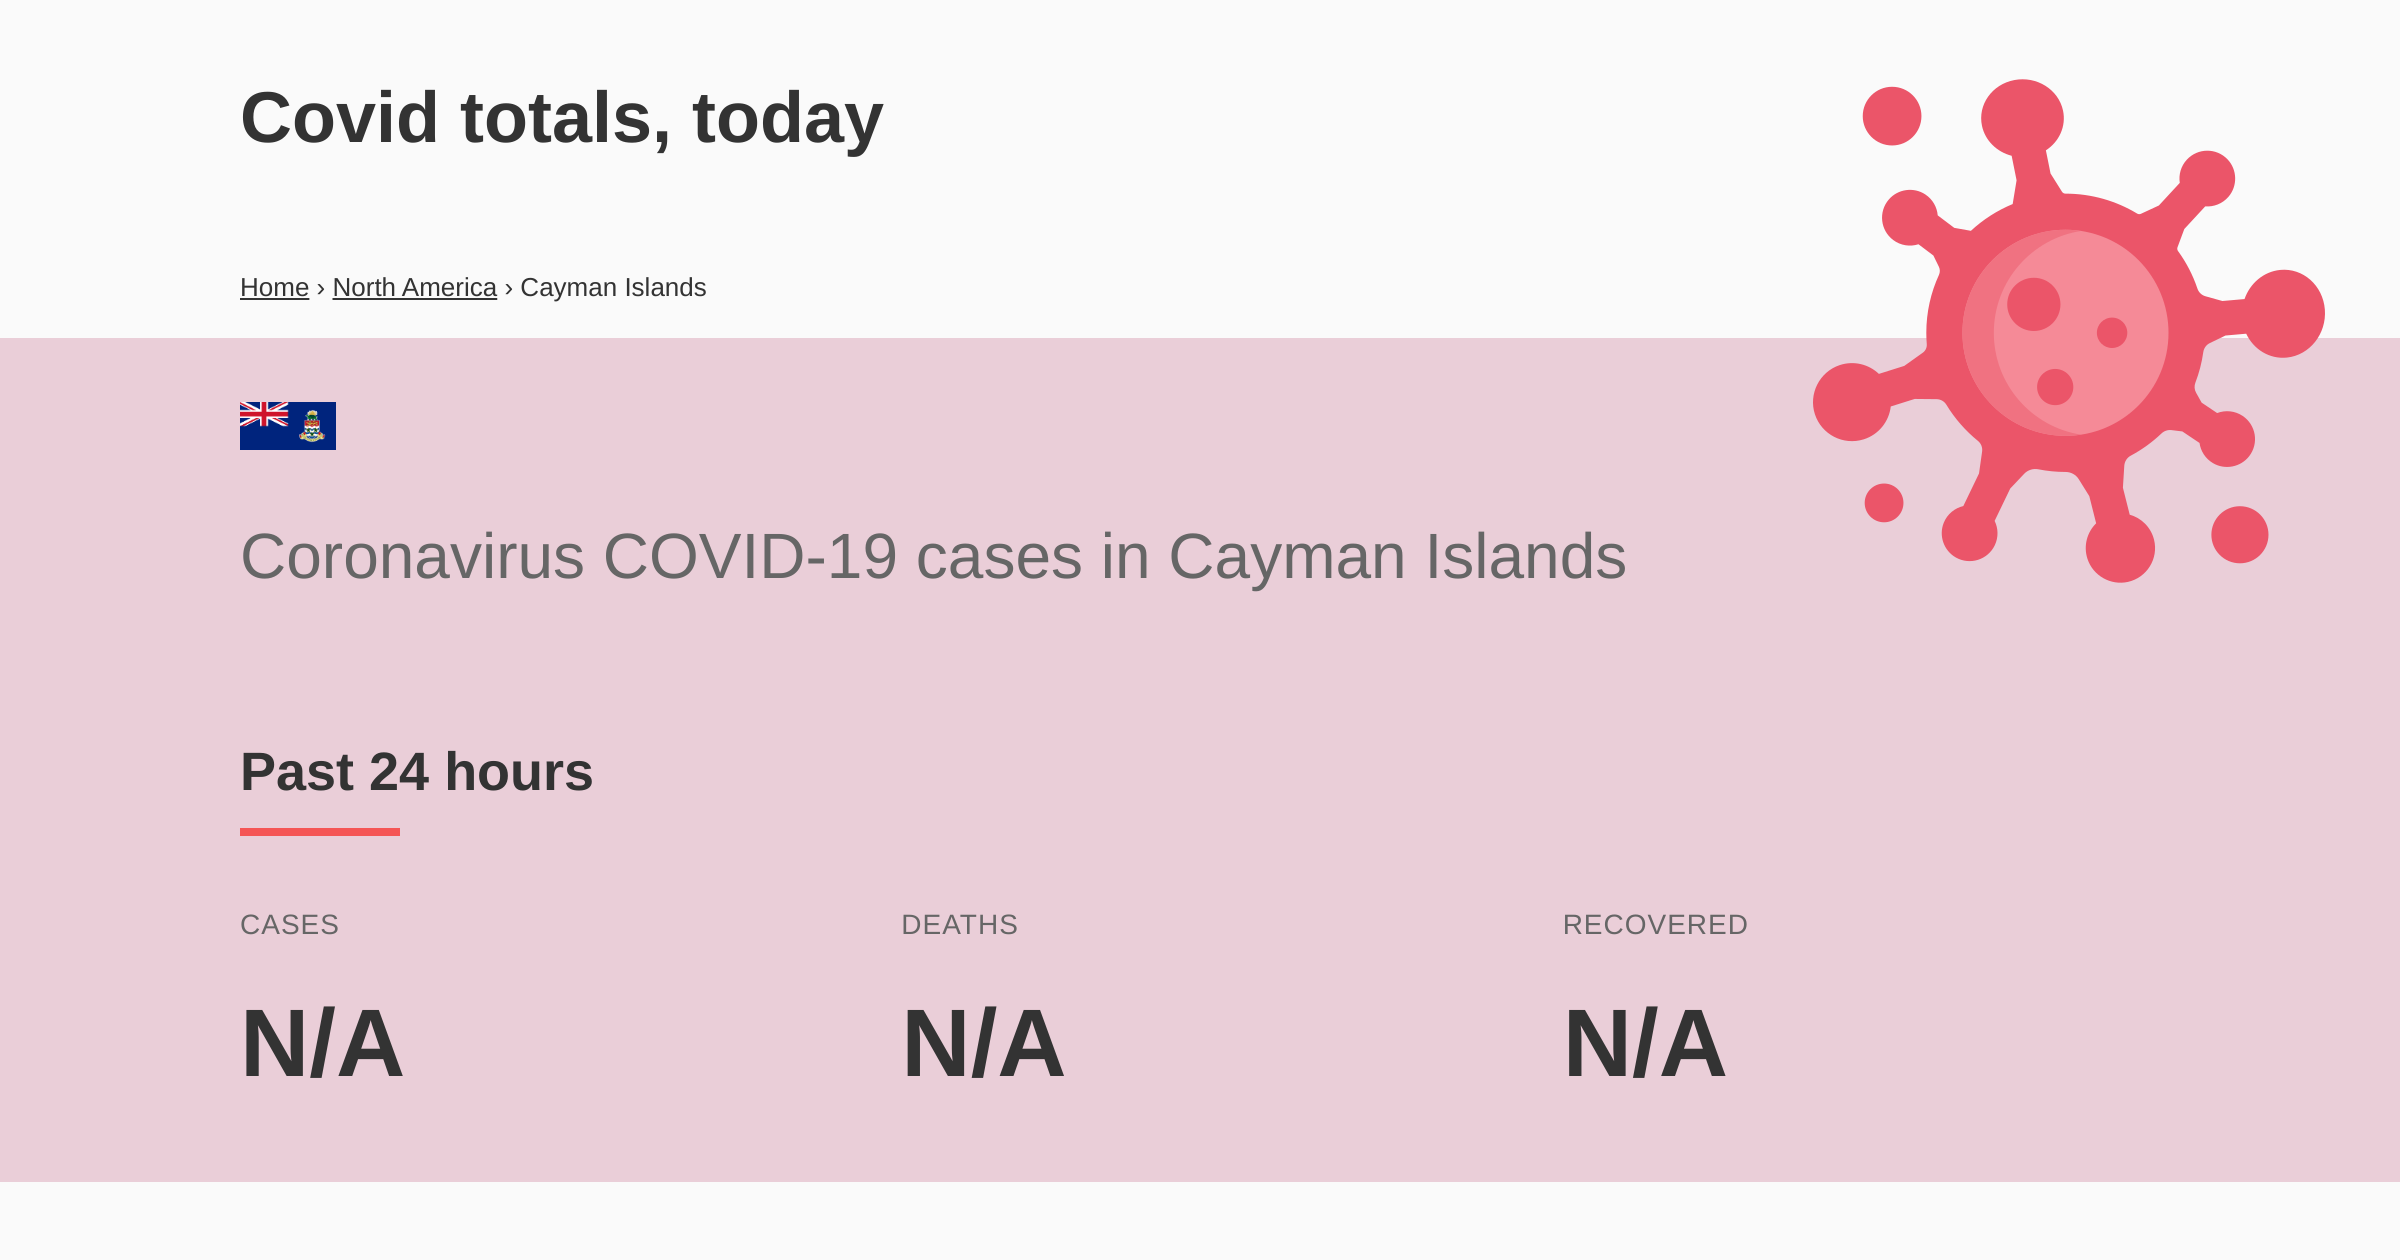 Covid totals, today
Home › North America › Cayman Islands
Coronavirus COVID-19 cases in Cayman Islands
Past 24 hours
CASES DEATHS RECOVERED
N/A N/A N/A